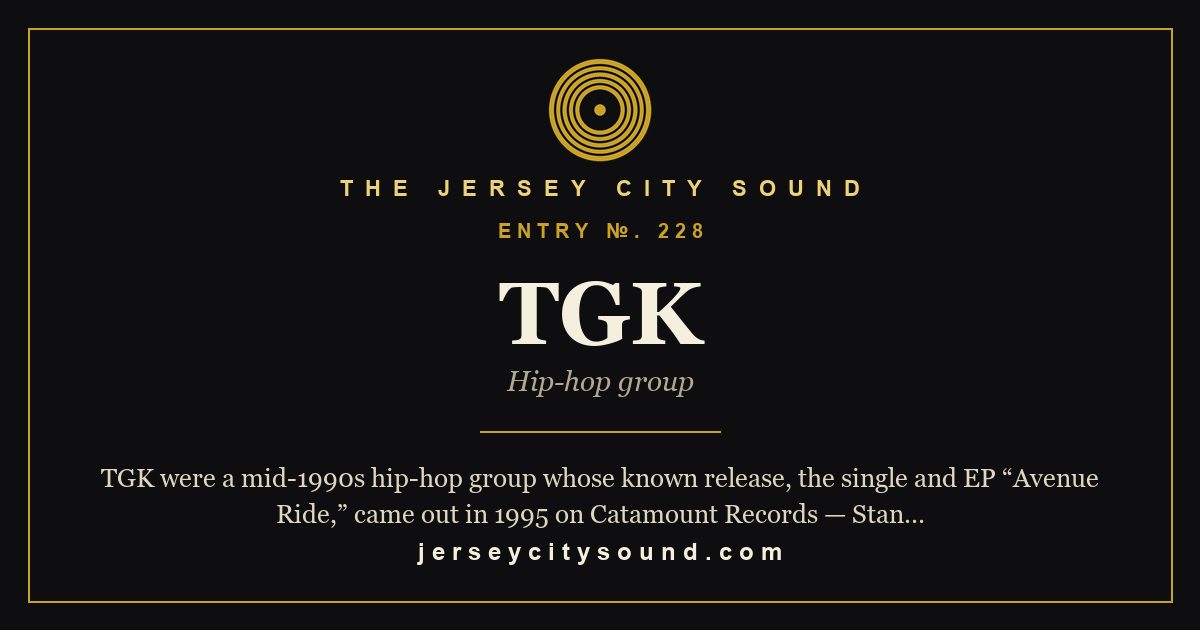 THE JERSEY CITY SOUND
ENTRY №. 228
TGK
Hip-hop group
TGK were a mid-1990s hip-hop group whose known release, the single and EP “Avenue
Ride,” came out in 1995 on Catamount Records — Stan...
jerseycitysound.com